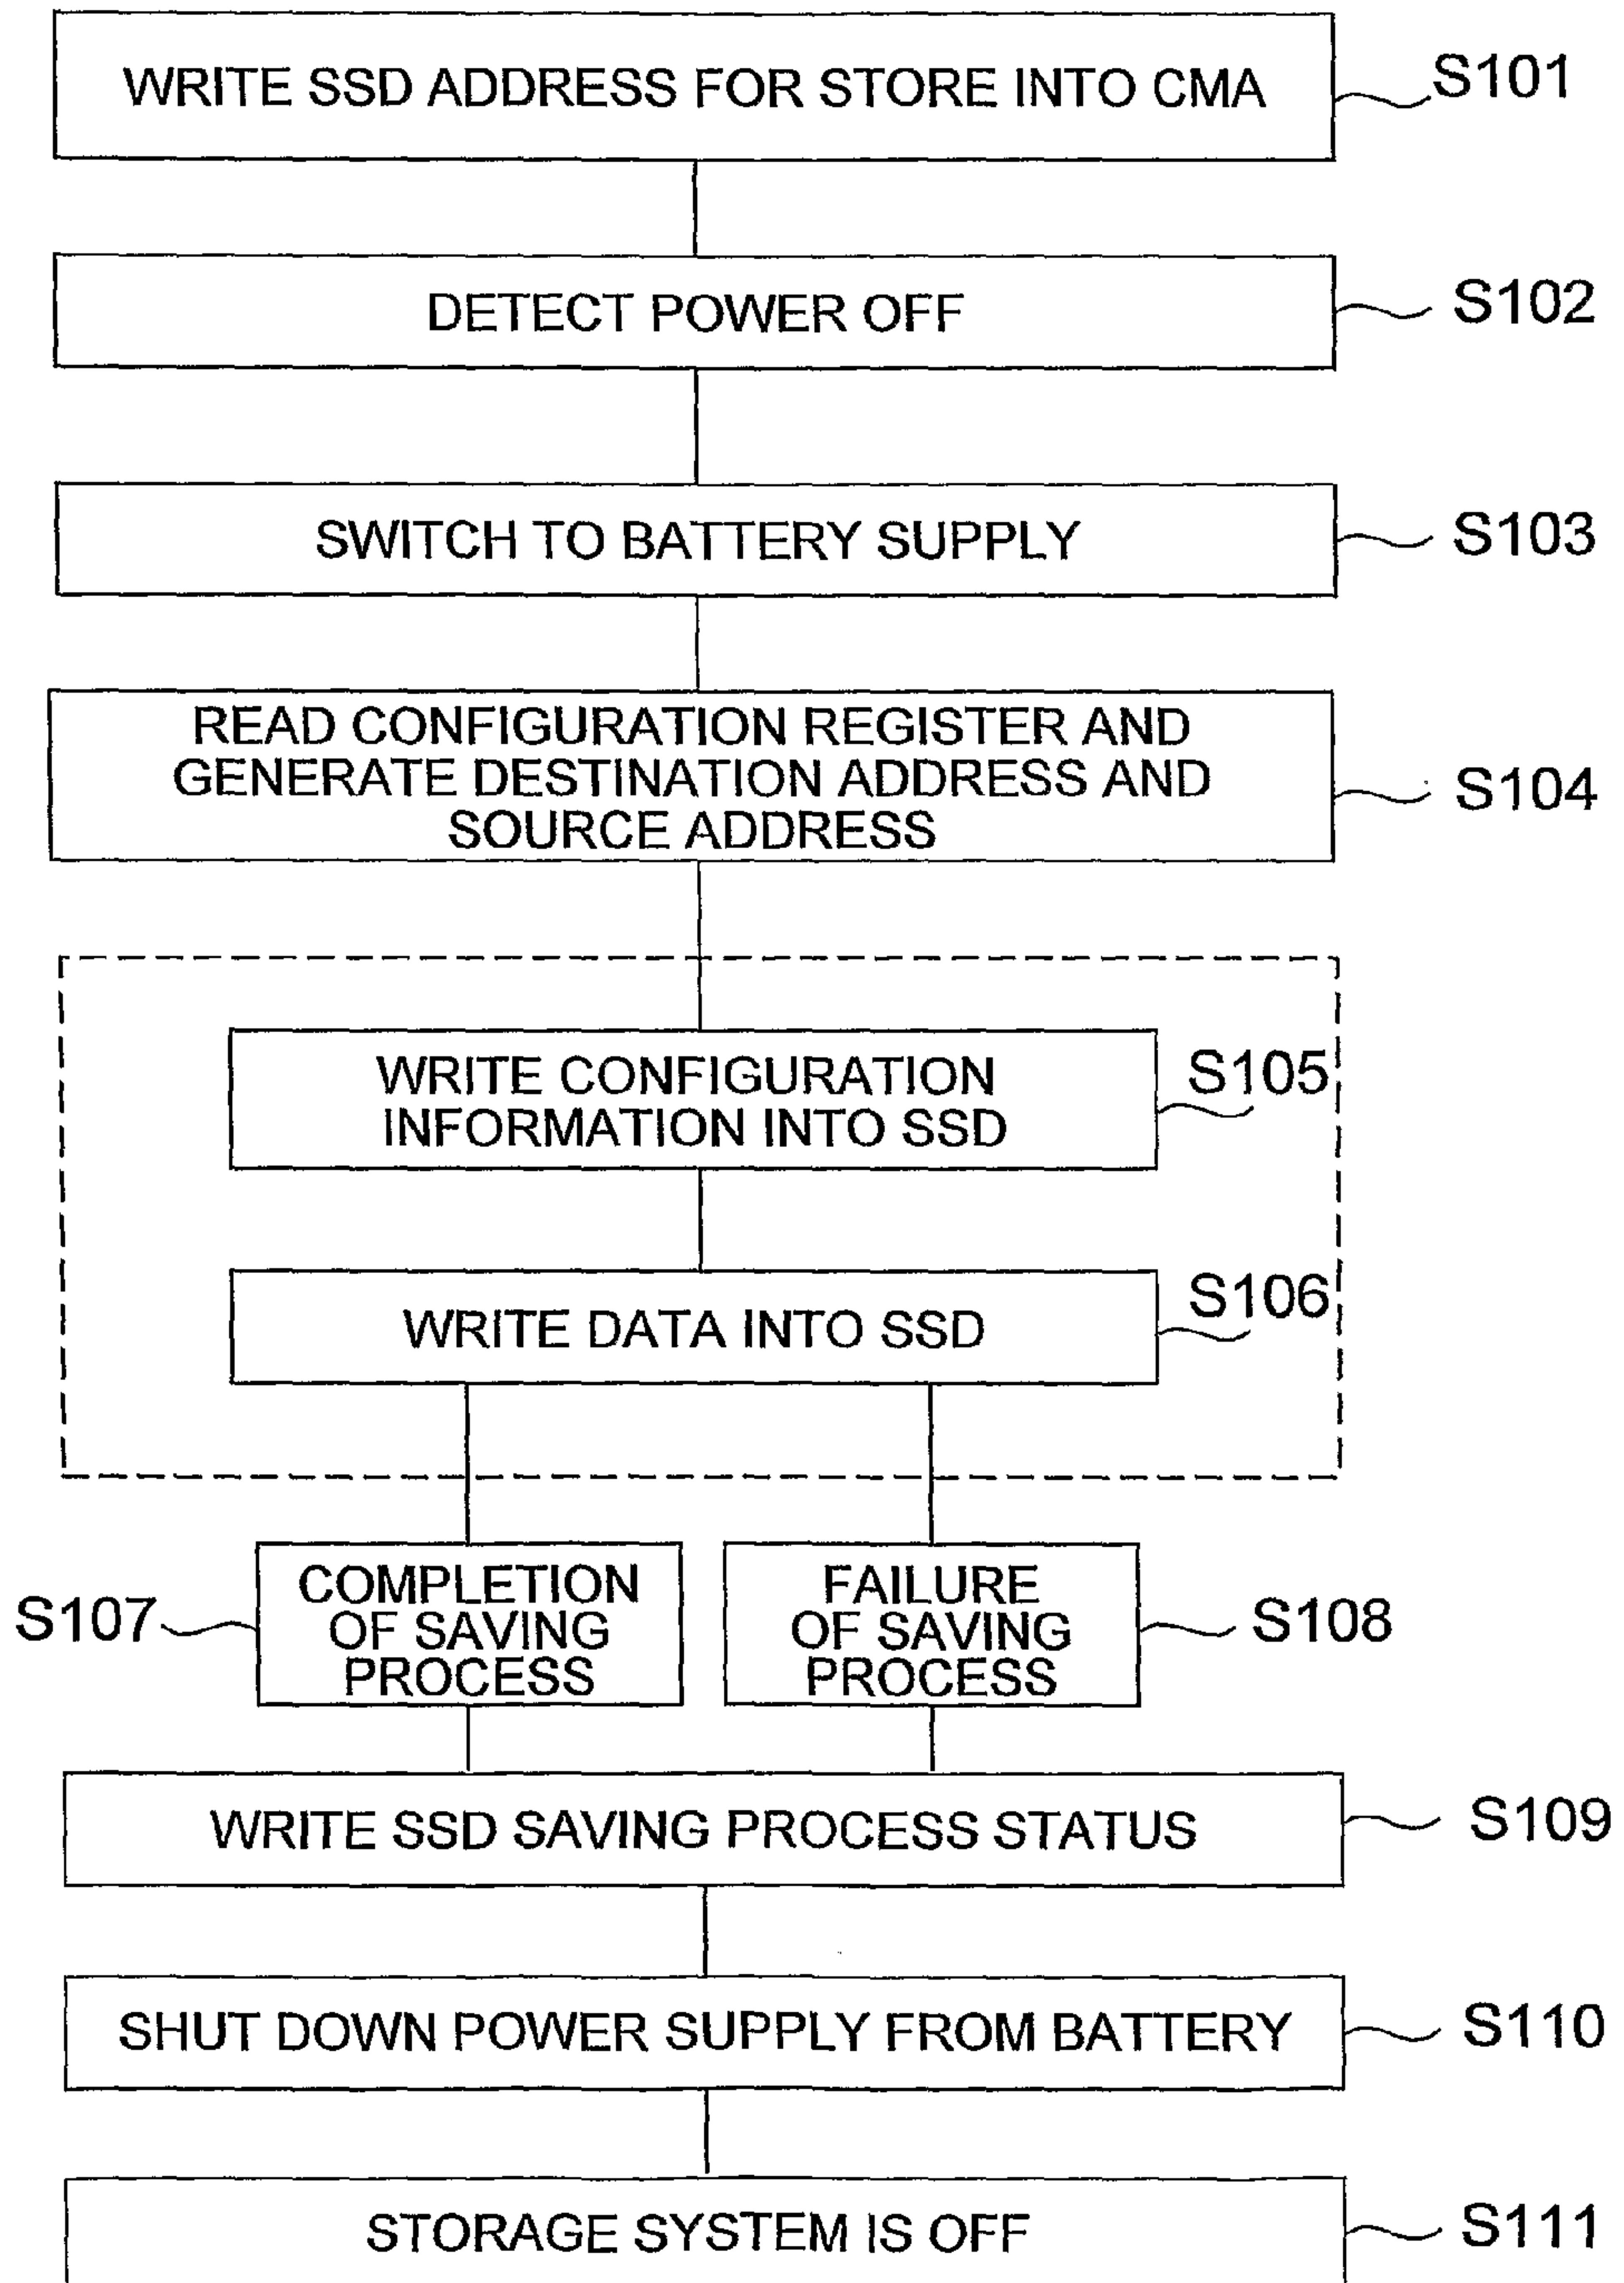 WRITE SSD ADDRESS FOR STORE INTO CMA
S101
DETECT POWER OFF
S102
SWITCH TO BATTERY SUPPLY
S103
READ CONFIGURATION REGISTER AND
GENERATE DESTINATION ADDRESS AND
SOURCE ADDRESS
S104
WRITE CONFIGURATION
INFORMATION INTO SSD
S105
WRITE DATA INTO SSD
S106
S107
COMPLETION
OF SAVING
PROCESS
FAILURE
OF SAVING
PROCESS
S108
WRITE SSD SAVING PROCESS STATUS
S109
SHUT DOWN POWER SUPPLY FROM BATTERY
S110
STORAGE SYSTEM IS OFF
S111